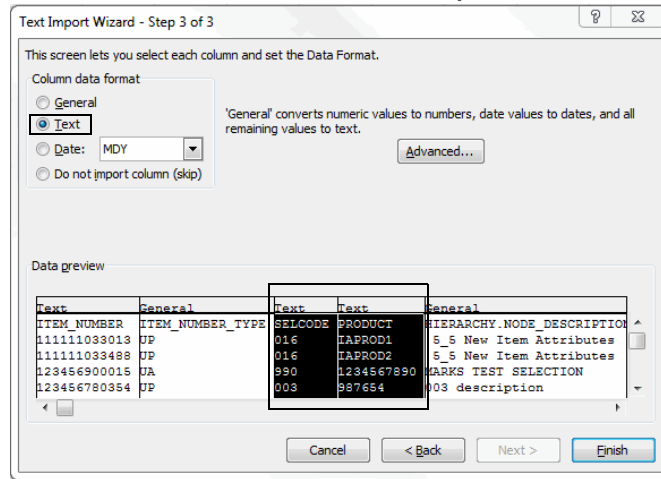 Text Import Wizard - Step 3 of 3
This screen lets you select each column and set the Data Format.
Column data format
General
Text
Date: MDY
Do not import column (skip)
'General' converts numeric values to numbers, date values to dates, and all
remaining values to text.
Advanced...
Data preview
Text General Text Text General
ITEM_NUMBER ITEM_NUMBER_TYPE SELCODE PRODUCT HIERARCHY.NODE_DESCRIPTION
111111033013 UP 016 IAPROD1 5_5 New Item Attributes
111111033488 UP 016 IAPROD2 5_5 New Item Attributes
123456900015 UA 990 1234567890 MARKS TEST SELECTION
123456780354 UP 003 987654 003 description
Cancel < Back Next > Finish